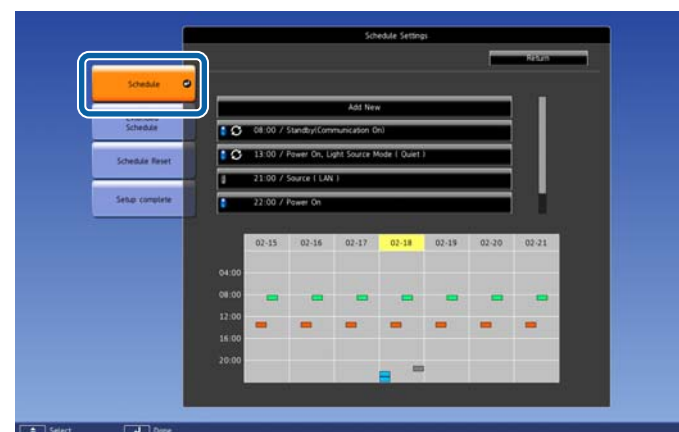 Schedule Settings
Return
Schedule
Extended
Schedule
Schedule Reset
Setup complete
Add New
08:00 / Standby(Communication On)
13:00 / Power On, Light Source Mode ( Quiet )
21:00 / Source ( LAN )
22:00 / Power On
02-15 02-16 02-17 02-18 02-19 02-20 02-21
04:00
08:00
12:00
16:00
20:00
Select Done